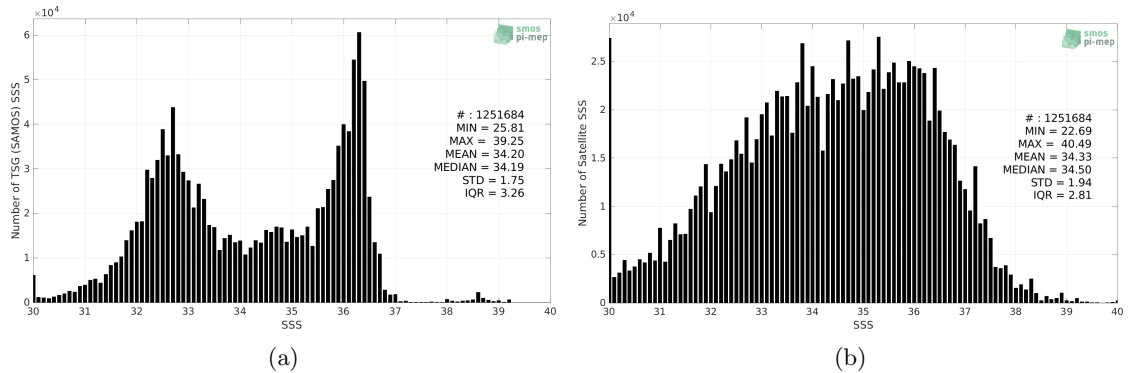 ×10⁴
smos
pi-mep
Number of TSG (SAMOS) SSS
6
5
4
3
2
1
0
# : 1251684
MIN = 25.81
MAX = 39.25
MEAN = 34.20
MEDIAN = 34.19
STD = 1.75
IQR = 3.26
30 31 32 33 34 35 36 37 38 39 40
SSS
(a)
×10⁴
smos
pi-mep
Number of Satellite SSS
2.5
2
1.5
1
0.5
0
# : 1251684
MIN = 22.69
MAX = 40.49
MEAN = 34.33
MEDIAN = 34.50
STD = 1.94
IQR = 2.81
30 31 32 33 34 35 36 37 38 39 40
SSS
(b)